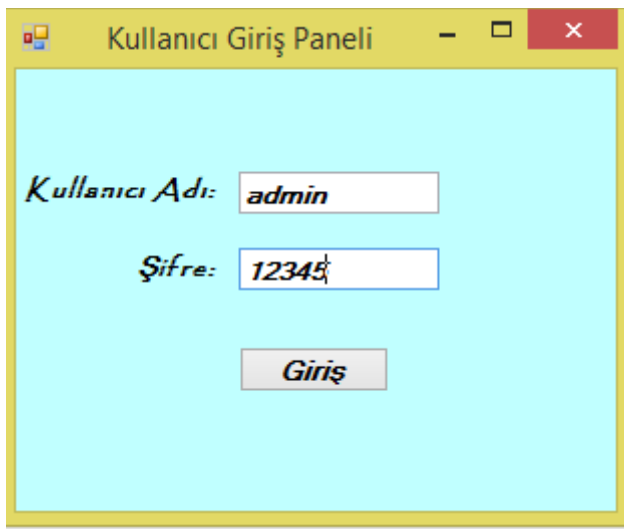 Kullanıcı Giriş Paneli
Kullanıcı Adı: admin
Şifre: 12345
Giriş